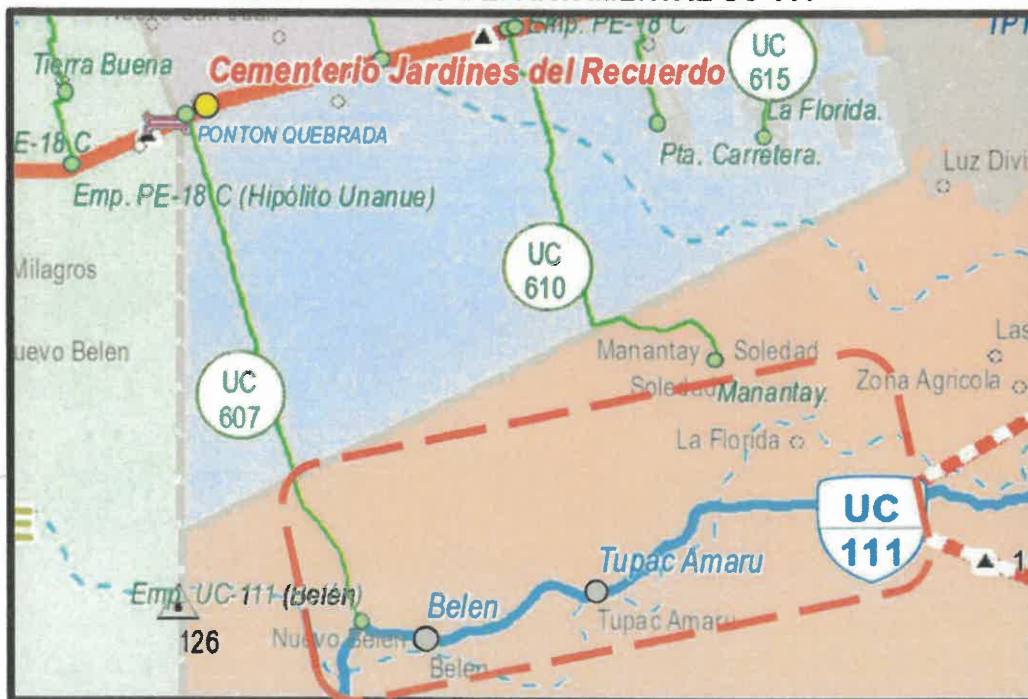 Emp. PE-18 C
Tierra Buena
Cementerio Jardines del Recuerdo
UC
615
La Florida.
PONTON QUEBRADA
E-18 C
Pta. Carretera.
Emp. PE-18 C (Hipólito Unanue)
Luz Divi
UC
610
Milagros
uevo Belen
Manantay
Soledad
Las
UC
607
Soledad
Manantay.
Zona Agricola
La Florida
UC
111
Tupac Amaru
Emp. UC-111 (Belén)
Belen
Tupac Amaru
126
Nuevo Belen
Belen